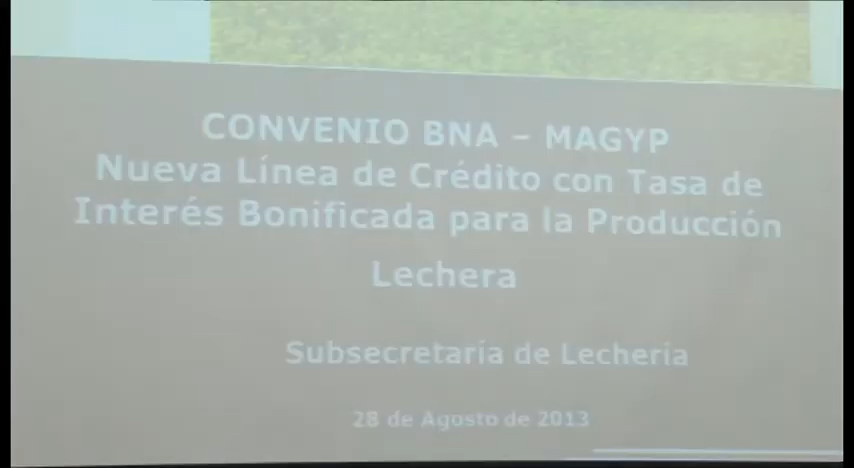 CONVENIO BNA – MAGYP
Nueva Línea de Crédito con Tasa de
Interés Bonificada para la Producción
Lechera
Subsecretaría de Lechería
28 de Agosto de 2013